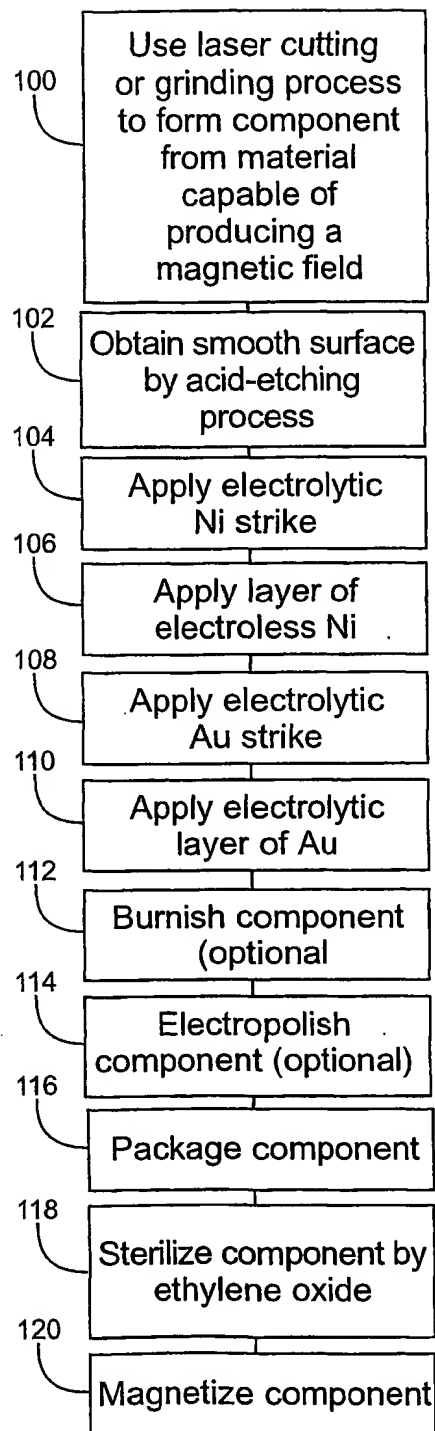 100
Use laser cutting
or grinding process
to form component
from material
capable of
producing a
magnetic field
102
Obtain smooth surface
by acid-etching
process
104
Apply electrolytic
Ni strike
106
Apply layer of
electroless Ni
108
Apply electrolytic
Au strike
110
Apply electrolytic
layer of Au
112
Burnish component
(optional
114
Electropolish
component (optional)
116
Package component
118
Sterilize component by
ethylene oxide
120
Magnetize component